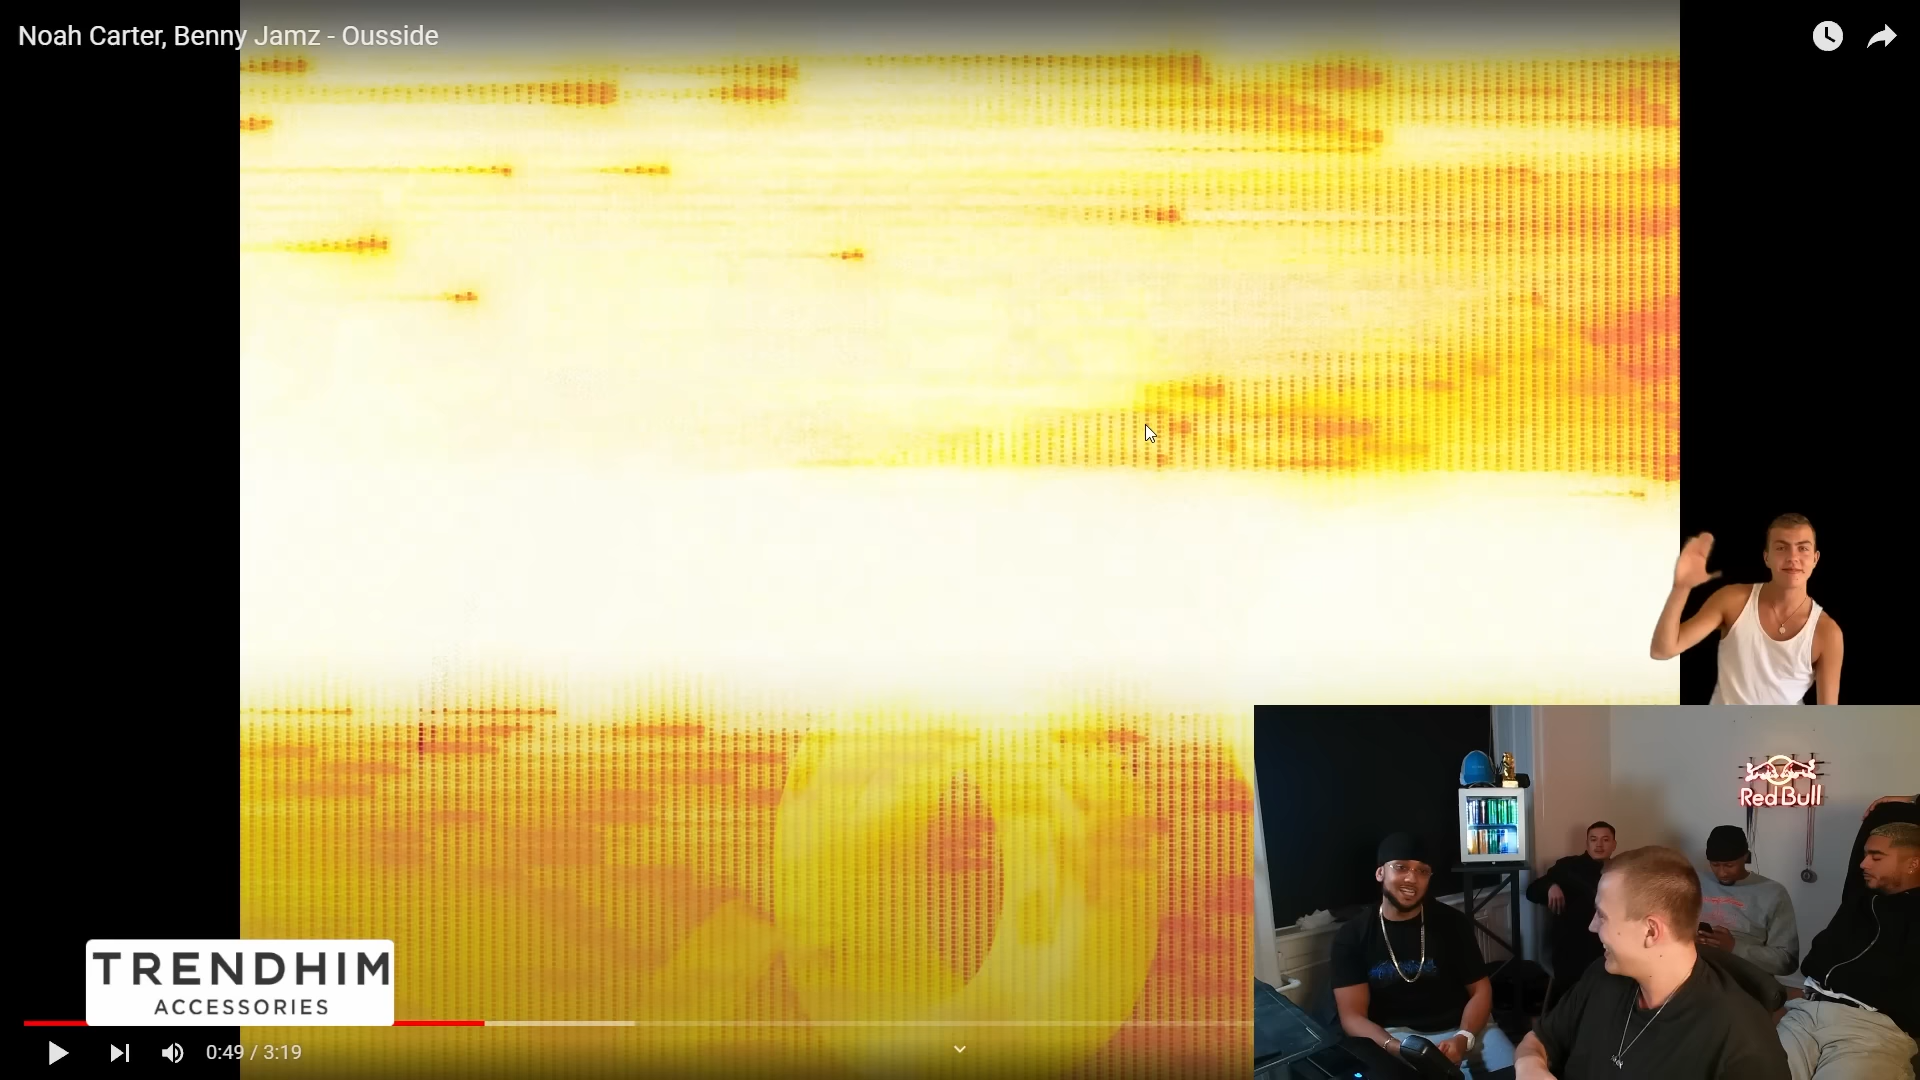 Noah Carter, Benny Jamz - Ousside
Red Bull
TRENDHIM
ACCESSORIES
0:49 / 3:19